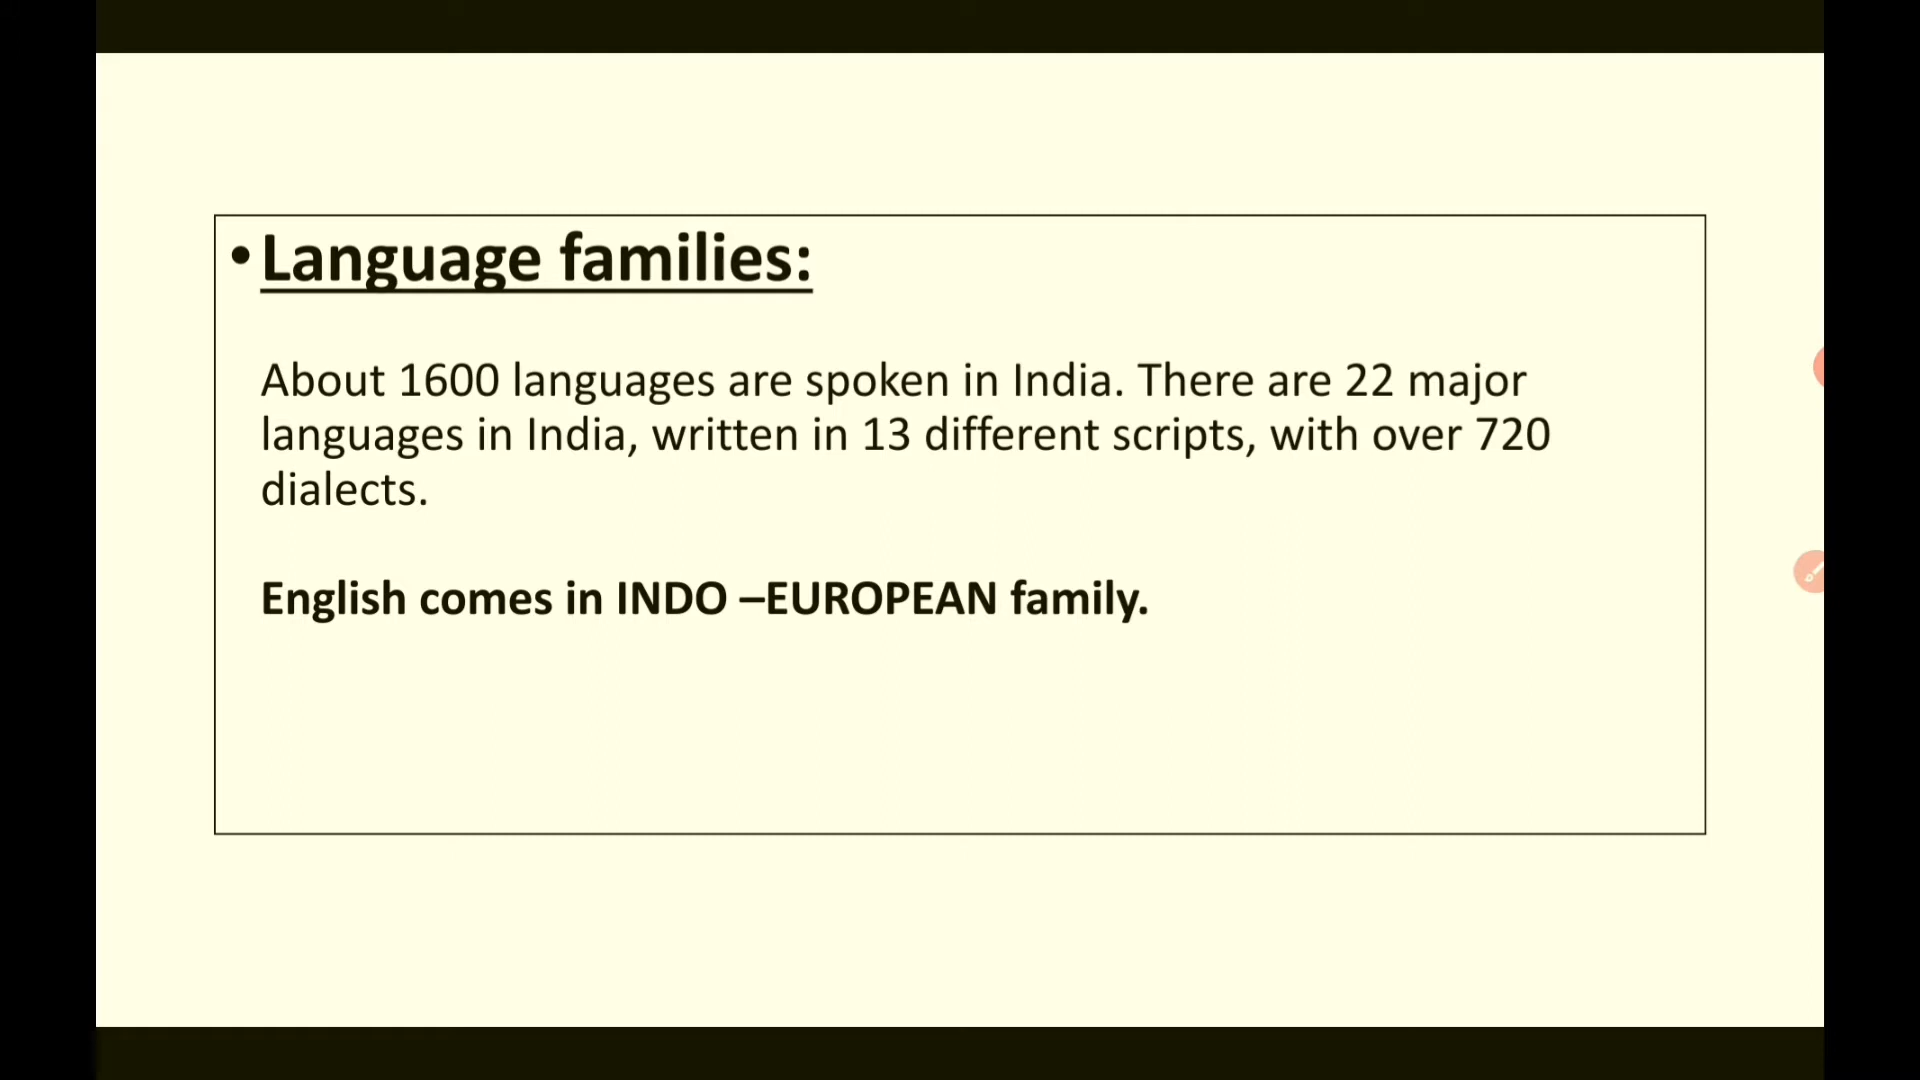 • Language families:
About 1600 languages are spoken in India. There are 22 major
languages in India, written in 13 different scripts, with over 720
dialects.
English comes in INDO –EUROPEAN family.